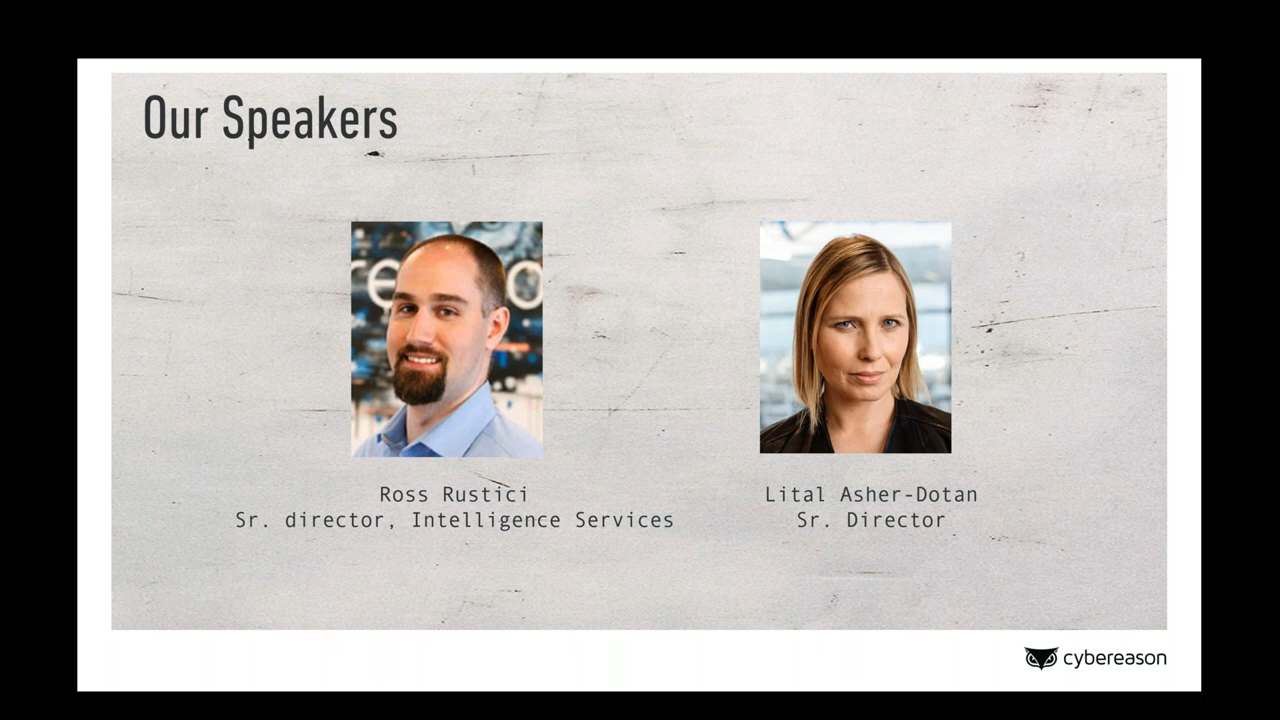 Our Speakers
Ross Rustici
Sr. director, Intelligence Services
Lital Asher-Dotan
Sr. Director
cybereason